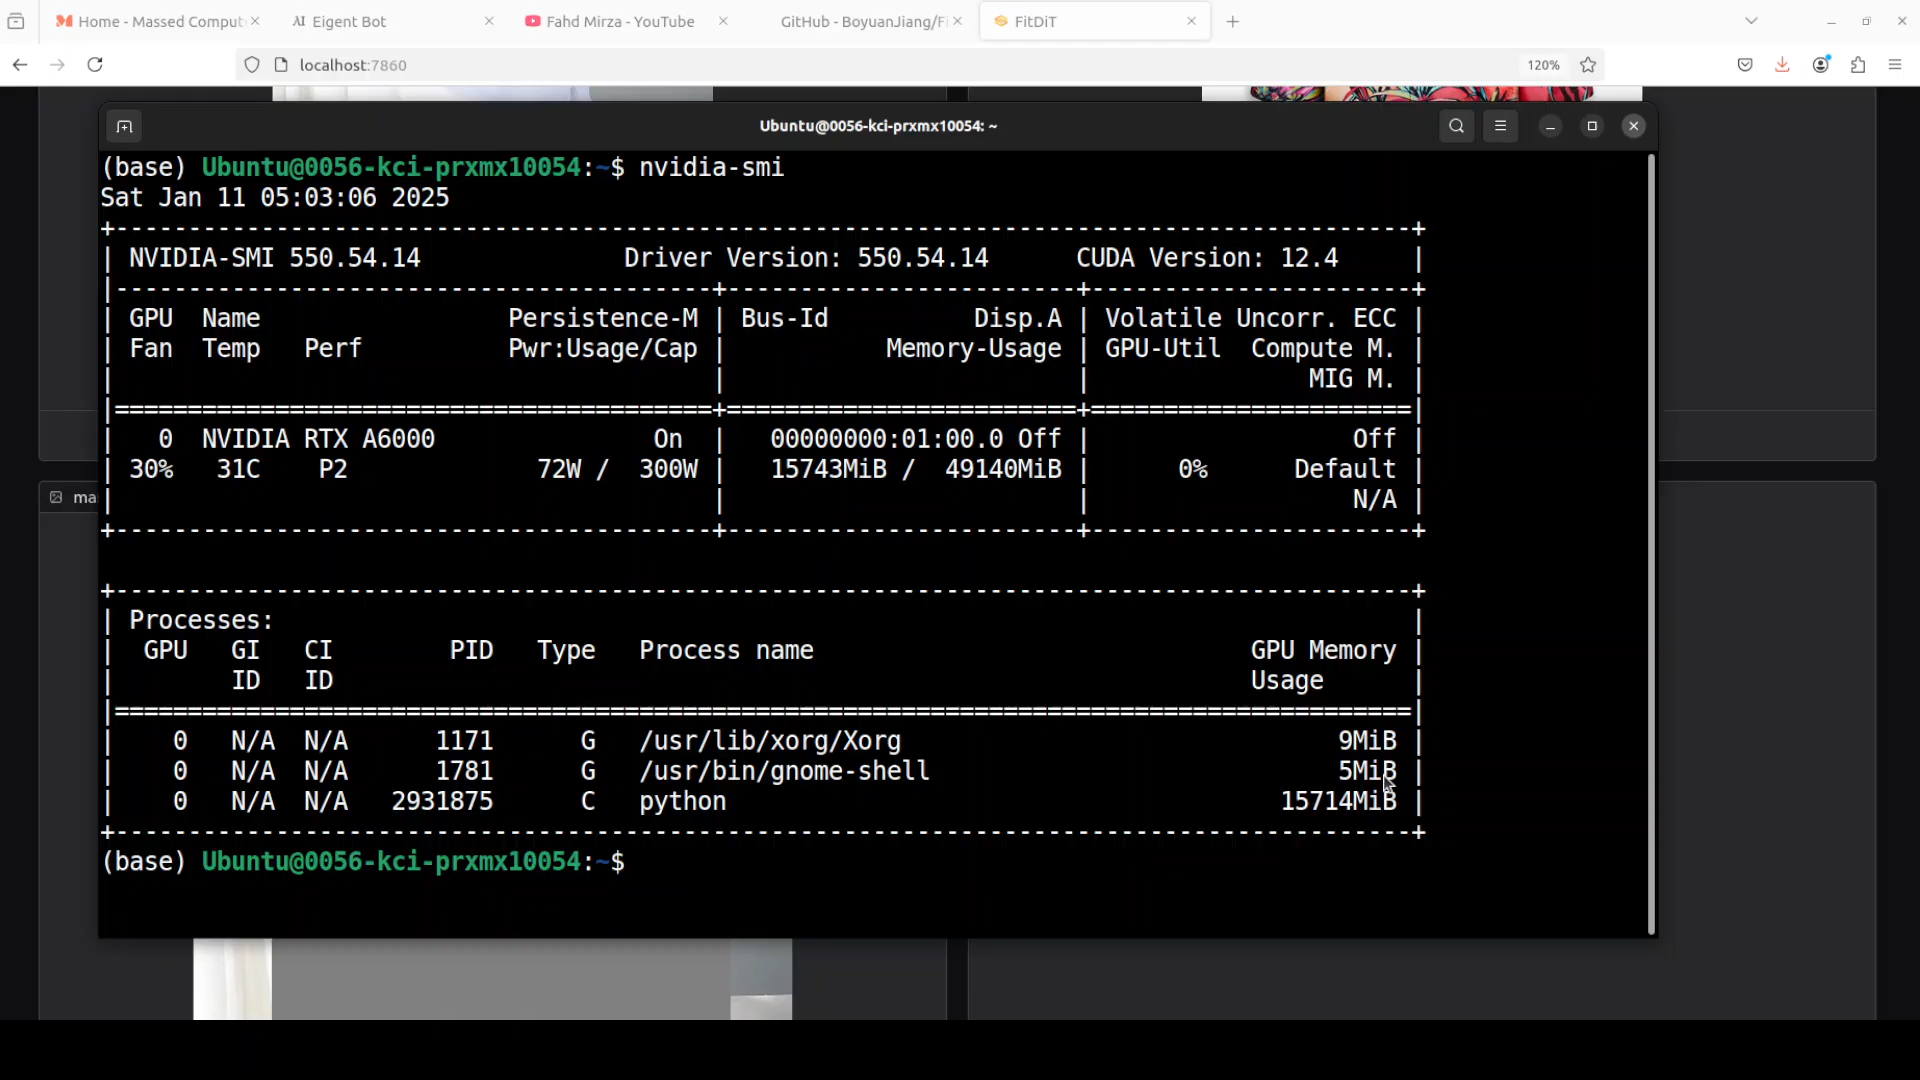 Home - Massed Comput
AI Eigent Bot
Fahd Mirza - YouTube
GitHub - BoyuanJiang/Fi
FitDiT
localhost:7860
120%
Ubuntu@0056-kci-prxmx10054: ~
(base) Ubuntu@0056-kci-prxmx10054:~$ nvidia-smi
Sat Jan 11 05:03:06 2025
+-----------------------------------------------------------------------------------------+
| NVIDIA-SMI 550.54.14              Driver Version: 550.54.14      CUDA Version: 12.4     |
|-----------------------------------------+------------------------+----------------------+
| GPU  Name                 Persistence-M | Bus-Id          Disp.A | Volatile Uncorr. ECC |
| Fan  Temp   Perf          Pwr:Usage/Cap |           Memory-Usage | GPU-Util  Compute M. |
|                                         |                        |               MIG M. |
|=========================================+========================+======================|
|   0  NVIDIA RTX A6000               On  |   00000000:01:00.0 Off |                  Off |
| 30%   31C    P2              72W /  300W |   15743MiB /  49140MiB |      0%      Default |
|                                         |                        |                  N/A |
+-----------------------------------------+------------------------+----------------------+
+-----------------------------------------------------------------------------------------+
| Processes:                                                                              |
|  GPU   GI   CI        PID   Type   Process name                              GPU Memory |
|        ID   ID                                                               Usage      |
|=========================================================================================|
|    0   N/A  N/A      1171      G   /usr/lib/xorg/Xorg                              9MiB |
|    0   N/A  N/A      1781      G   /usr/bin/gnome-shell                            5MiB |
|    0   N/A  N/A   2931875      C   python                                      15714MiB |
+-----------------------------------------------------------------------------------------+
(base) Ubuntu@0056-kci-prxmx10054:~$
mas